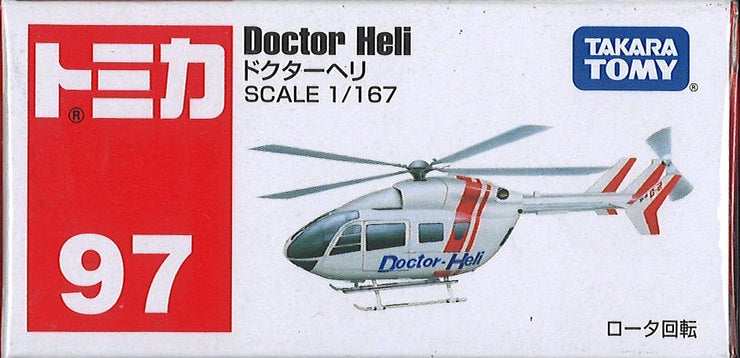 トミカ
®
97
Doctor Heli
ドクターヘリ
SCALE 1/167
TAKARA
TOMY
®
Doctor-Heli
ロータ回転